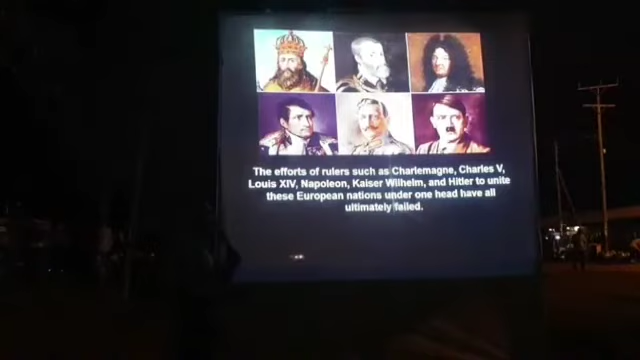 The efforts of rulers such as Charlemagne, Charles V,
Louis XIV, Napoleon, Kaiser Wilhelm, and Hitler to unite
these European nations under one head have all
ultimately failed.